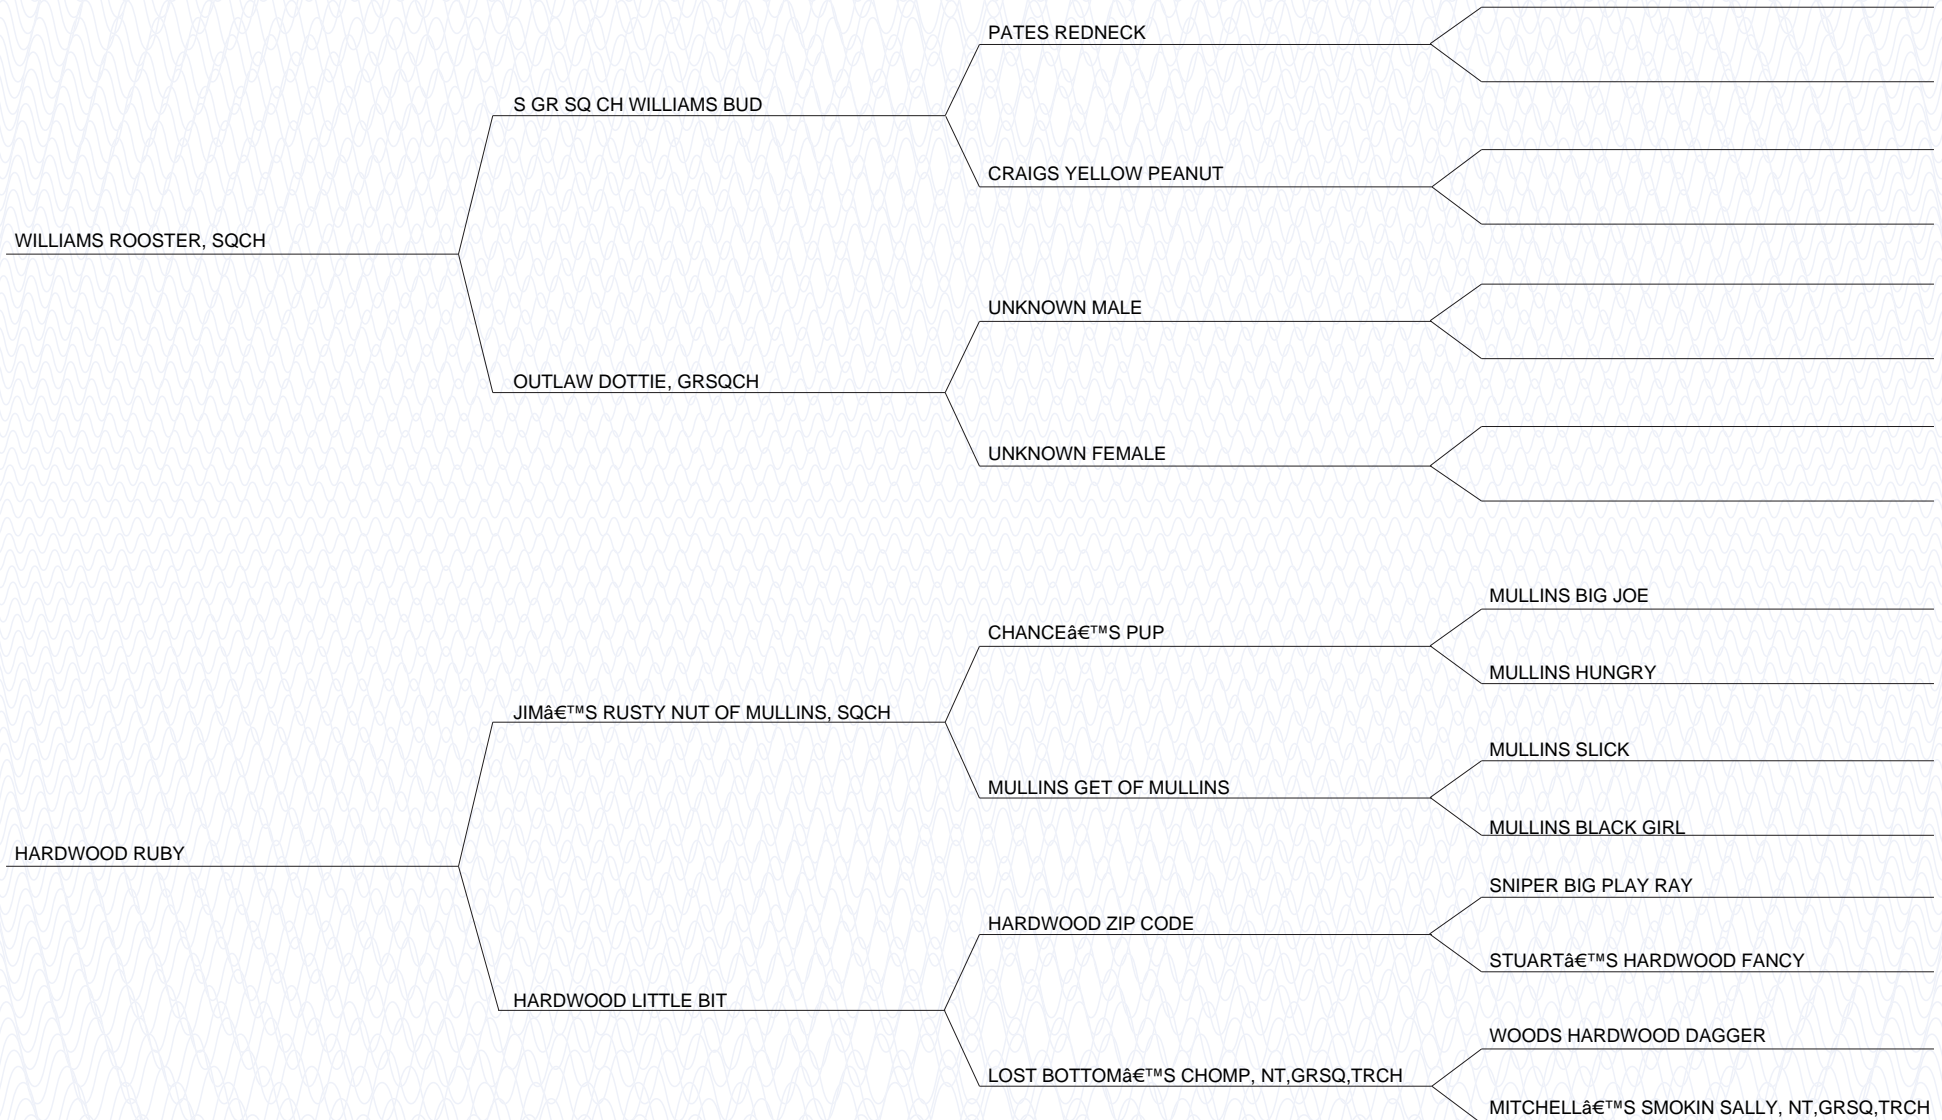 PATES REDNECK
S GR SQ CH WILLIAMS BUD
CRAIGS YELLOW PEANUT
WILLIAMS ROOSTER, SQCH
UNKNOWN MALE
OUTLAW DOTTIE, GRSQCH
UNKNOWN FEMALE
MULLINS BIG JOE
CHANCEâ€™S PUP
MULLINS HUNGRY
JIMâ€™S RUSTY NUT OF MULLINS, SQCH
MULLINS SLICK
MULLINS GET OF MULLINS
MULLINS BLACK GIRL
HARDWOOD RUBY
SNIPER BIG PLAY RAY
HARDWOOD ZIP CODE
STUARTâ€™S HARDWOOD FANCY
HARDWOOD LITTLE BIT
WOODS HARDWOOD DAGGER
LOST BOTTOMâ€™S CHOMP, NT,GRSQ,TRCH
MITCHELLâ€™S SMOKIN SALLY, NT,GRSQ,TRCH